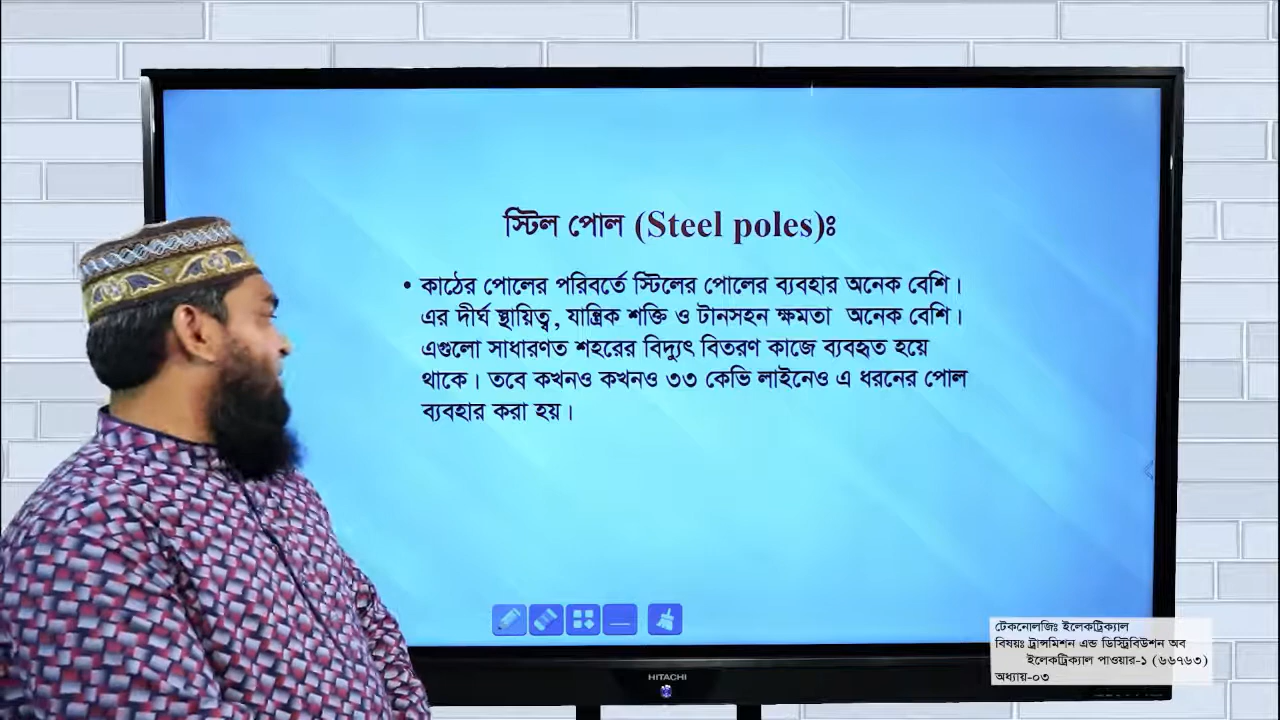 স্টিল পোল (Steel poles)ঃ
• কাঠের পোলের পরিবর্তে স্টিলের পোলের ব্যবহার অনেক বেশি।
এর দীর্ঘ স্থায়িত্ব, যান্ত্রিক শক্তি ও টানসহন ক্ষমতা অনেক বেশি।
এগুলো সাধারণত শহরের বিদ্যুৎ বিতরণ কাজে ব্যবহৃত হয়ে
থাকে। তবে কখনও কখনও ৩৩ কেভি লাইনেও এ ধরনের পোল
ব্যবহার করা হয়।
HITACHI
টেকনোলজিঃ ইলেকট্রিক্যাল
বিষয়ঃ ট্রান্সমিশন এন্ড ডিস্ট্রিবিউশন অব
ইলেকট্রিক্যাল পাওয়ার-১ (৬৬৭৬৩)
অধ্যায়-০৩